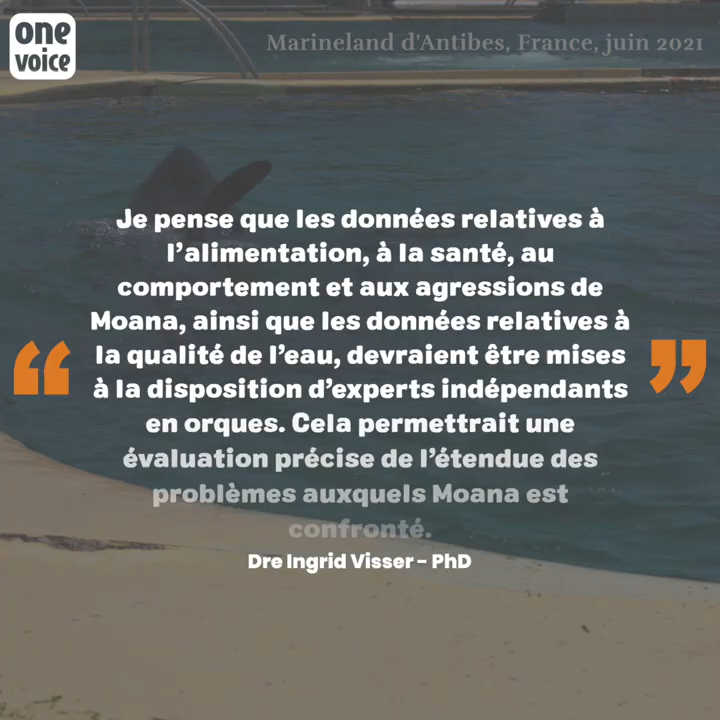 one
voice
Marineland d'Antibes, France, juin 2021
Je pense que les données relatives à
l'alimentation, à la santé, au
comportement et aux agressions de
Moana, ainsi que les données relatives à
“ la qualité de l'eau, devraient être mises ”
à la disposition d'experts indépendants
en orques. Cela permettrait une
évaluation précise de l'étendue des
problèmes auxquels Moana est
confronté.
Dre Ingrid Visser - PhD